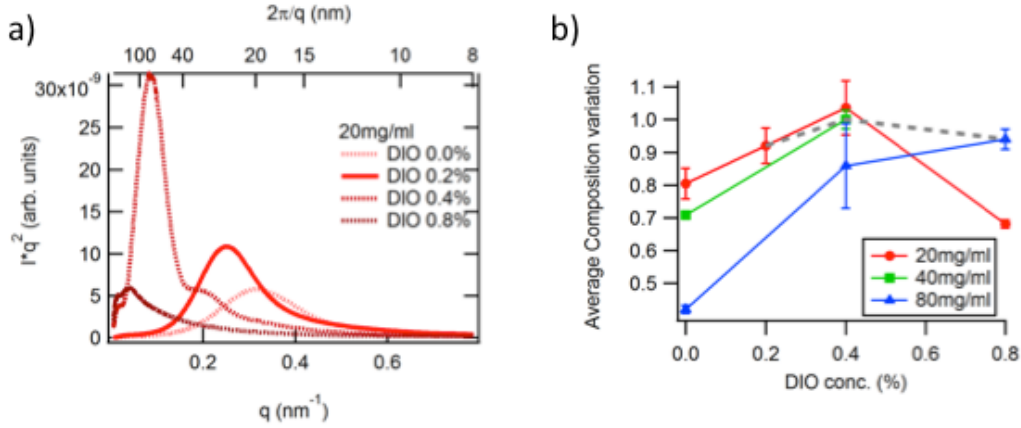 a)
2π/q (nm)
100 40 20 15 10 8
30x10⁻⁹
25
20
15
10
5
0
I*q² (arb. units)
20mg/ml
DIO 0.0%
DIO 0.2%
DIO 0.4%
DIO 0.8%
0.2 0.4 0.6
q (nm⁻¹)
b)
Average Composition variation
1.1
1.0
0.9
0.8
0.7
0.6
0.5
20mg/ml
40mg/ml
80mg/ml
0.0 0.2 0.4 0.6 0.8
DIO conc. (%)